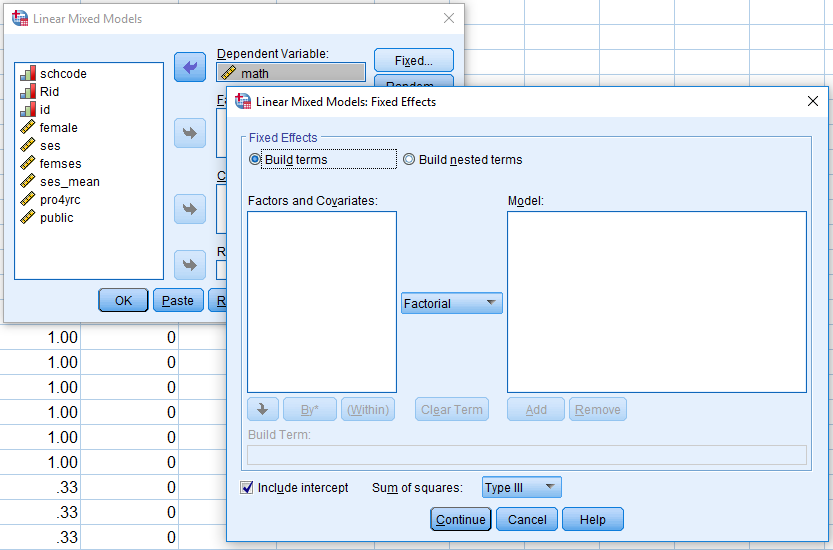 Linear Mixed Models
Dependent Variable:
math
Fixed...
schcode
Rid
id
female
ses
femses
ses_mean
pro4yrc
public
OK
Paste
Linear Mixed Models: Fixed Effects
Fixed Effects
Build terms
Build nested terms
Factors and Covariates:
Model:
Factorial
By*
(Within)
Clear Term
Add
Remove
Build Term:
Include intercept
Sum of squares:
Type III
Continue
Cancel
Help
1.00 0
1.00 0
1.00 0
1.00 0
1.00 0
1.00 0
.33 0
.33 0
.33 0